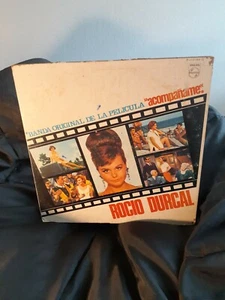 "BANDA ORIGINAL DE LA PELICULA
"acompáñame"
ROCIO DURCAL